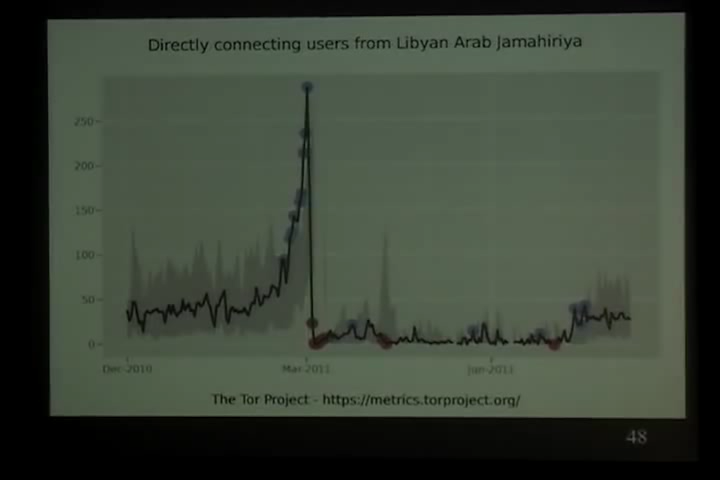 Directly connecting users from Libyan Arab Jamahiriya
250
200
150
100
50
0
Dec-2010
Mar-2011
Jun-2011
The Tor Project - https://metrics.torproject.org/
48